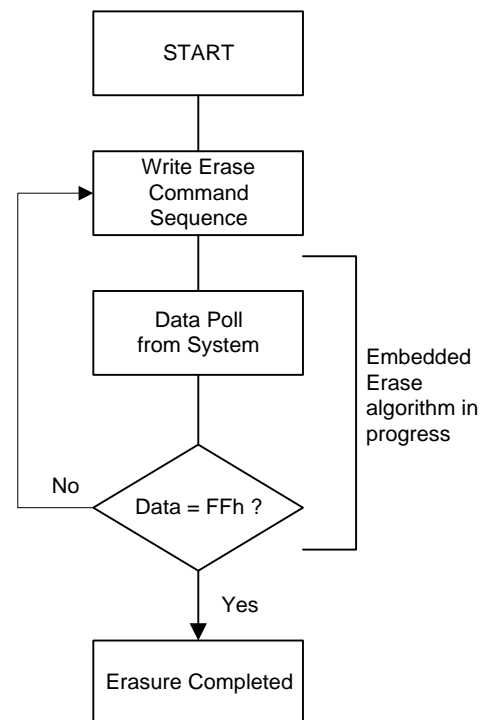 START
Write Erase
Command
Sequence
Data Poll
from System
Embedded
Erase
algorithm in
progress
No
Data = FFh ?
Yes
Erasure Completed